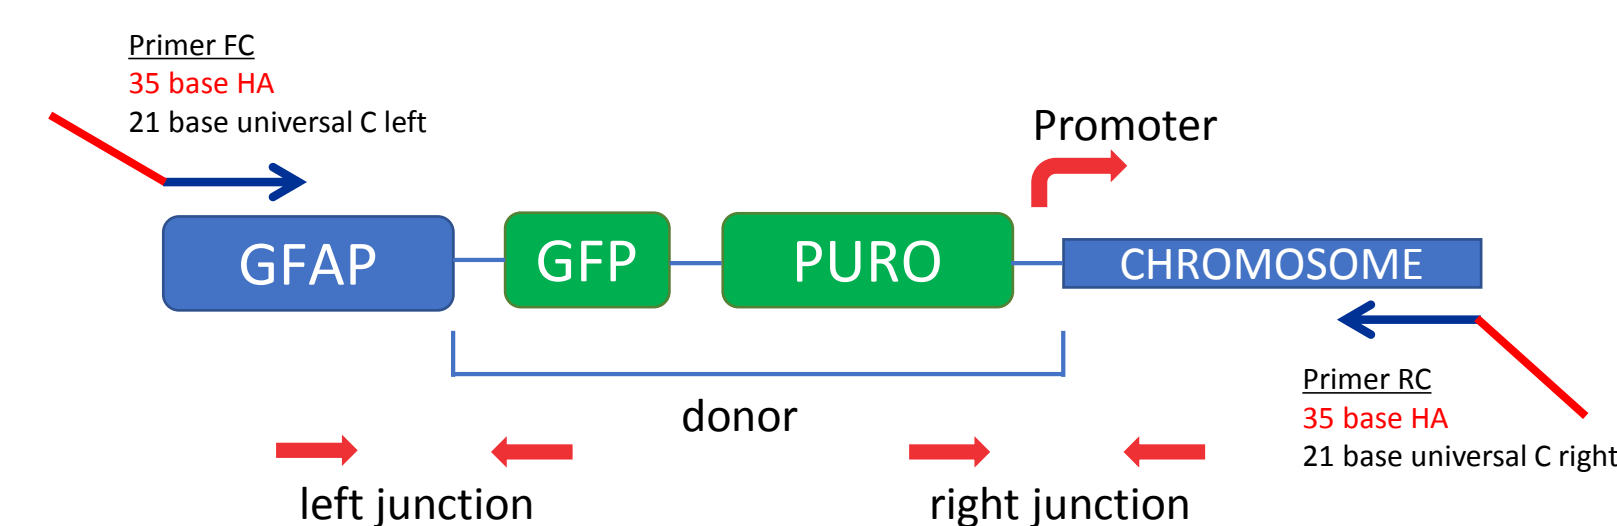 Primer FC
35 base HA
21 base universal C left
Promoter
GFAP
GFP
PURO
CHROMOSOME
donor
Primer RC
35 base HA
21 base universal C right
left junction
right junction